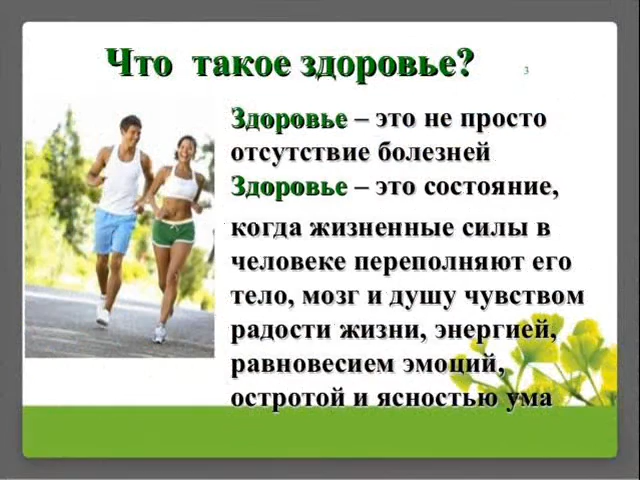 Что такое здоровье?
3
Здоровье – это не просто
отсутствие болезней
Здоровье – это состояние,
когда жизненные силы в
человеке переполняют его
тело, мозг и душу чувством
радости жизни, энергией,
равновесием эмоций,
остротой и ясностью ума